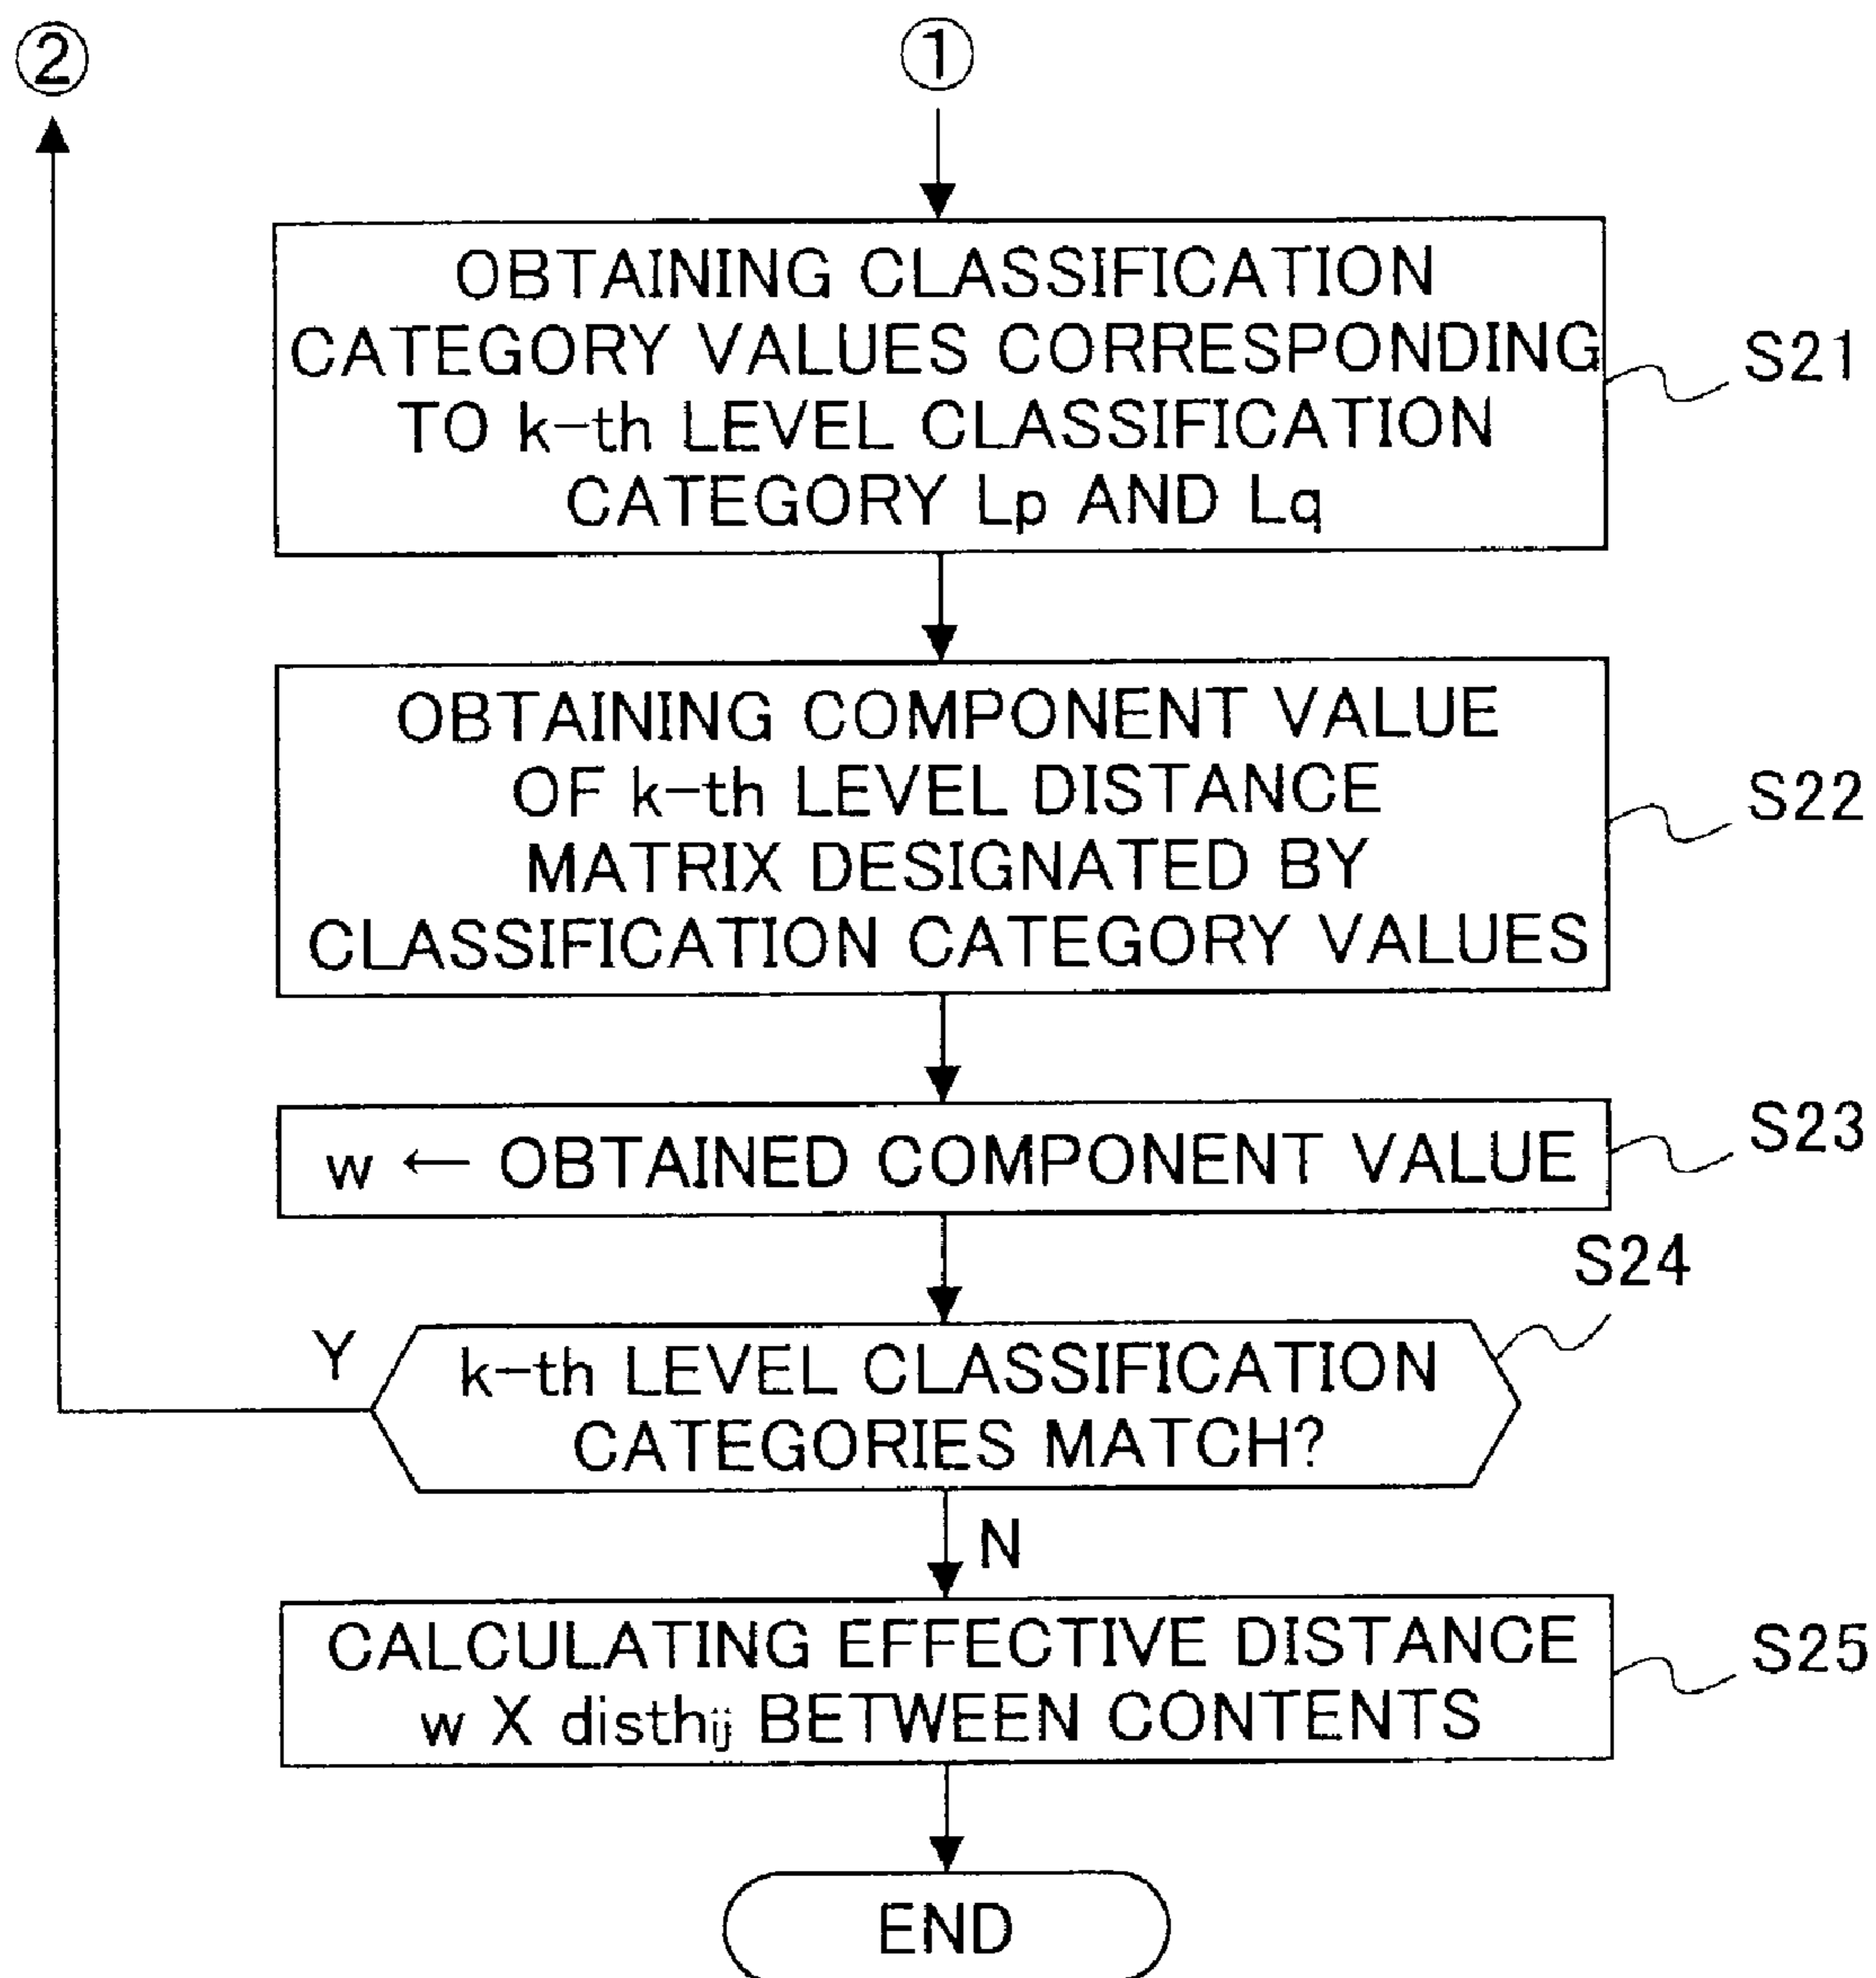 ② ①
OBTAINING CLASSIFICATION
CATEGORY VALUES CORRESPONDING
TO k-th LEVEL CLASSIFICATION
CATEGORY Lp AND Lq
S21
OBTAINING COMPONENT VALUE
OF k-th LEVEL DISTANCE
MATRIX DESIGNATED BY
CLASSIFICATION CATEGORY VALUES
S22
w ← OBTAINED COMPONENT VALUE
S23
S24
Y
k-th LEVEL CLASSIFICATION
CATEGORIES MATCH?
N
CALCULATING EFFECTIVE DISTANCE
w X disthij BETWEEN CONTENTS
S25
END